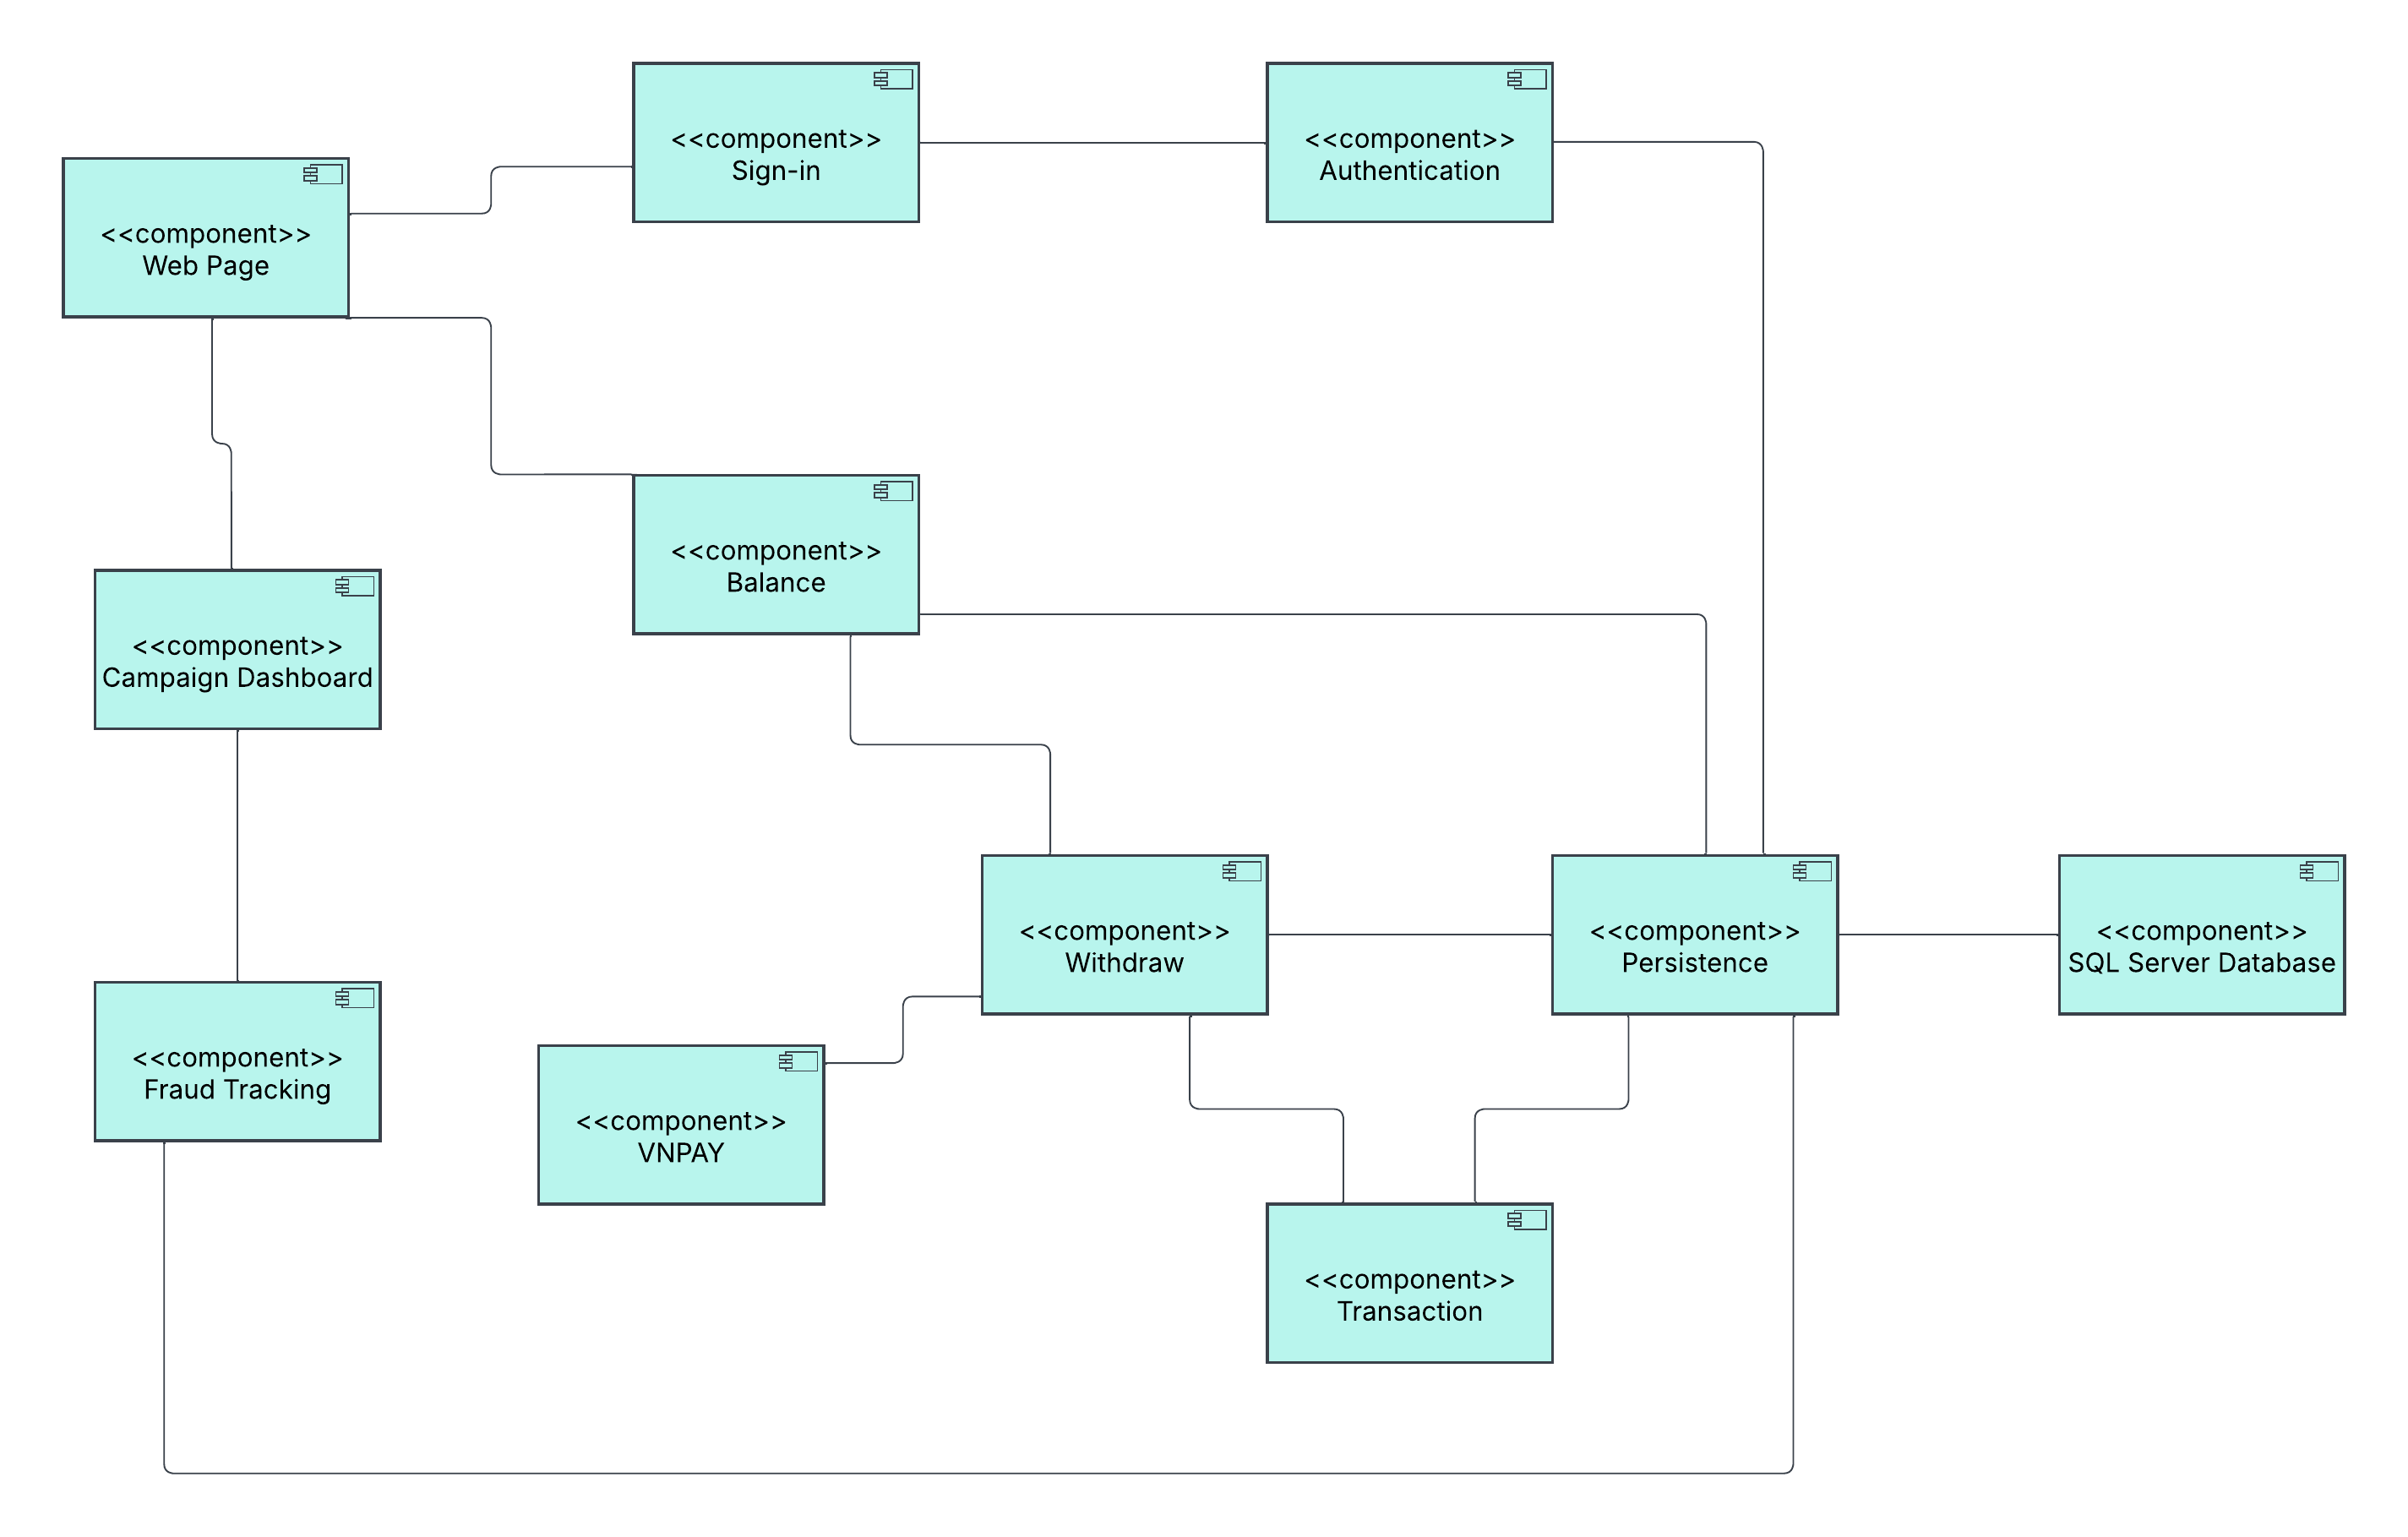 <<component>>
Sign-in
<<component>>
Authentication
<<component>>
Web Page
<<component>>
Balance
<<component>>
Campaign Dashboard
<<component>>
Withdraw
<<component>>
Persistence
<<component>>
SQL Server Database
<<component>>
Fraud Tracking
<<component>>
VNPAY
<<component>>
Transaction